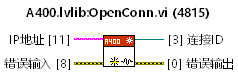 A400.lvlib:OpenConn.vi (4815)
IP地址 [11] A400 [3] 连接ID
错误输入 [8] [0] 错误输出